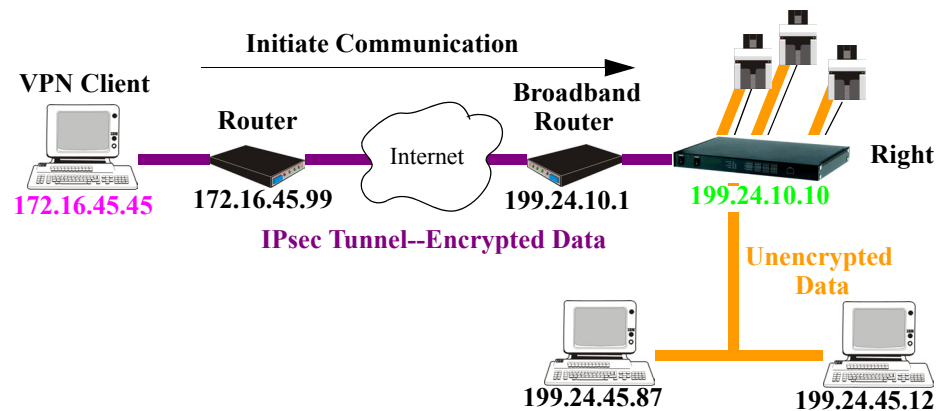 Initiate Communication
VPN Client
Broadband
Router
Router
Internet
Right
172.16.45.45
172.16.45.99
199.24.10.1
199.24.10.10
IPsec Tunnel--Encrypted Data
Unencrypted
Data
199.24.45.87
199.24.45.12